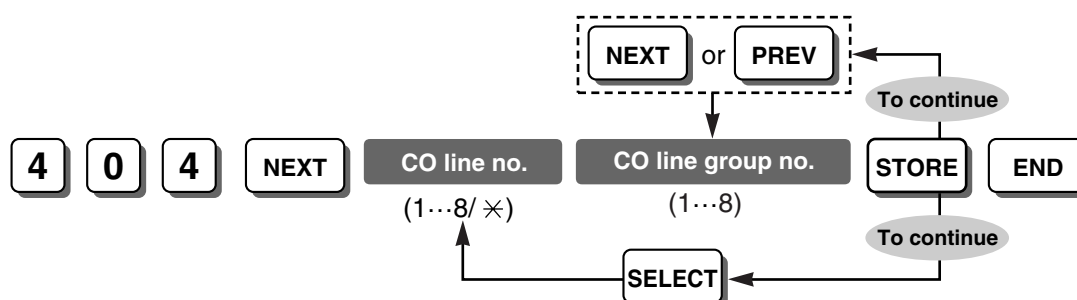 NEXT or PREV
To continue
4 0 4 NEXT CO line no. CO line group no. STORE END
(1···8/ ✳) (1···8)
To continue
SELECT